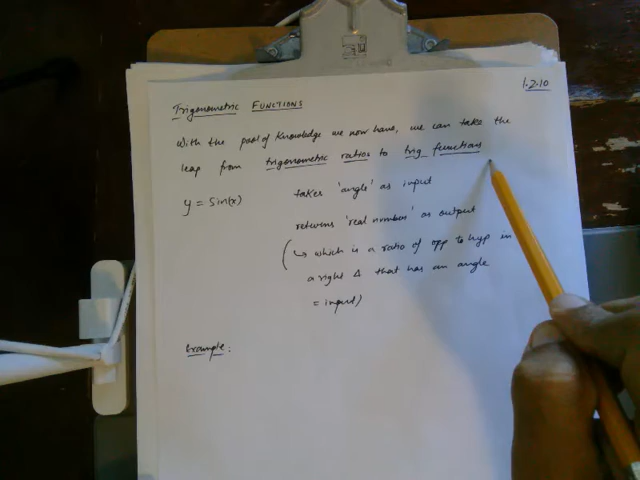 1.2.10
Trigonometric Functions
With the pool of knowledge we now have, we can take the
leap from trigonometric ratios to trig functions
y = Sin(x)
takes 'angle' as input
returns 'real number' as output
(↳ which is a ratio of opp to hyp in
a right Δ that has an angle
= input)
Example: